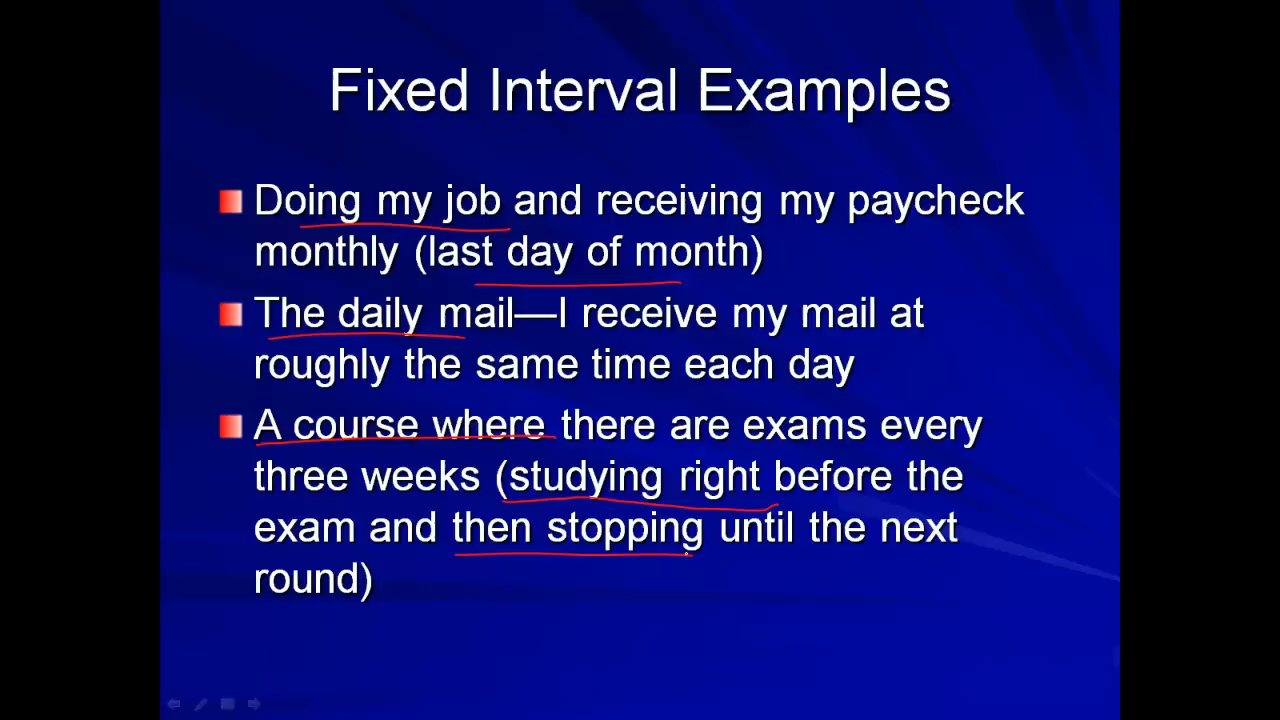 Fixed Interval Examples
Doing my job and receiving my paycheck
monthly (last day of month)
The daily mail—I receive my mail at
roughly the same time each day
A course where there are exams every
three weeks (studying right before the
exam and then stopping until the next
round)